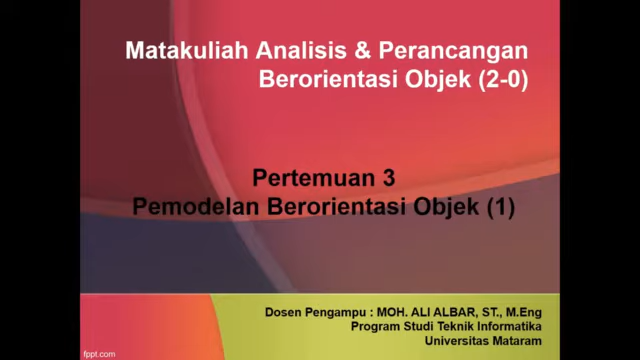 Matakuliah Analisis & Perancangan
Berorientasi Objek (2-0)
Pertemuan 3
Pemodelan Berorientasi Objek (1)
Dosen Pengampu : MOH. ALI ALBAR, ST., M.Eng
Program Studi Teknik Informatika
Universitas Mataram
fppt.com